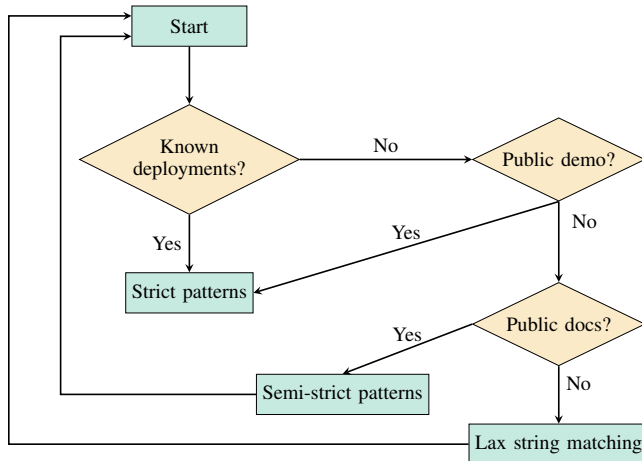 Start
Known
deployments?
No
Public demo?
Yes
Yes
No
Strict patterns
Public docs?
Yes
Semi-strict patterns
No
Lax string matching